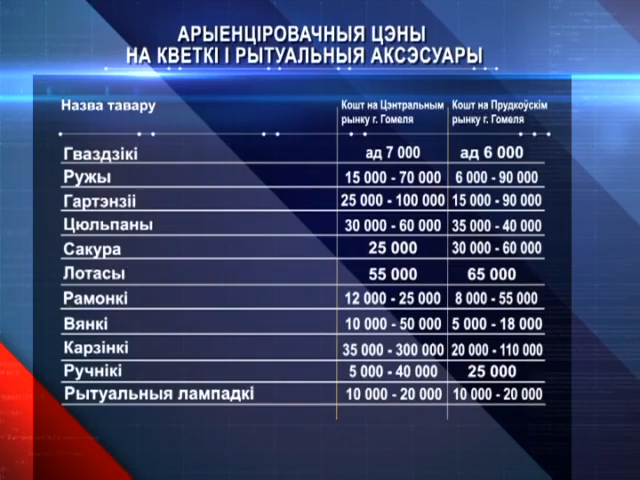 АРЫЕНЦІРОВАЧНЫЯ ЦЭНЫ
НА КВЕТКІ І РЫТУАЛЬНЫЯ АКСЭСУАРЫ
Назва тавару
Кошт на Цэнтральным рынку г. Гомеля
Кошт на Прудкоўскім рынку г. Гомеля
Гваздзікі ад 7 000 ад 6 000
Ружы 15 000 - 70 000 6 000 - 90 000
Гартэнзіі 25 000 - 100 000 15 000 - 90 000
Цюльпаны 30 000 - 60 000 35 000 - 40 000
Сакура 25 000 30 000 - 60 000
Лотасы 55 000 65 000
Рамонкі 12 000 - 25 000 8 000 - 55 000
Вянкі 10 000 - 50 000 5 000 - 18 000
Карзінкі 35 000 - 300 000 20 000 - 110 000
Ручнікі 5 000 - 40 000 25 000
Рытуальныя лампадкі 10 000 - 20 000 10 000 - 20 000